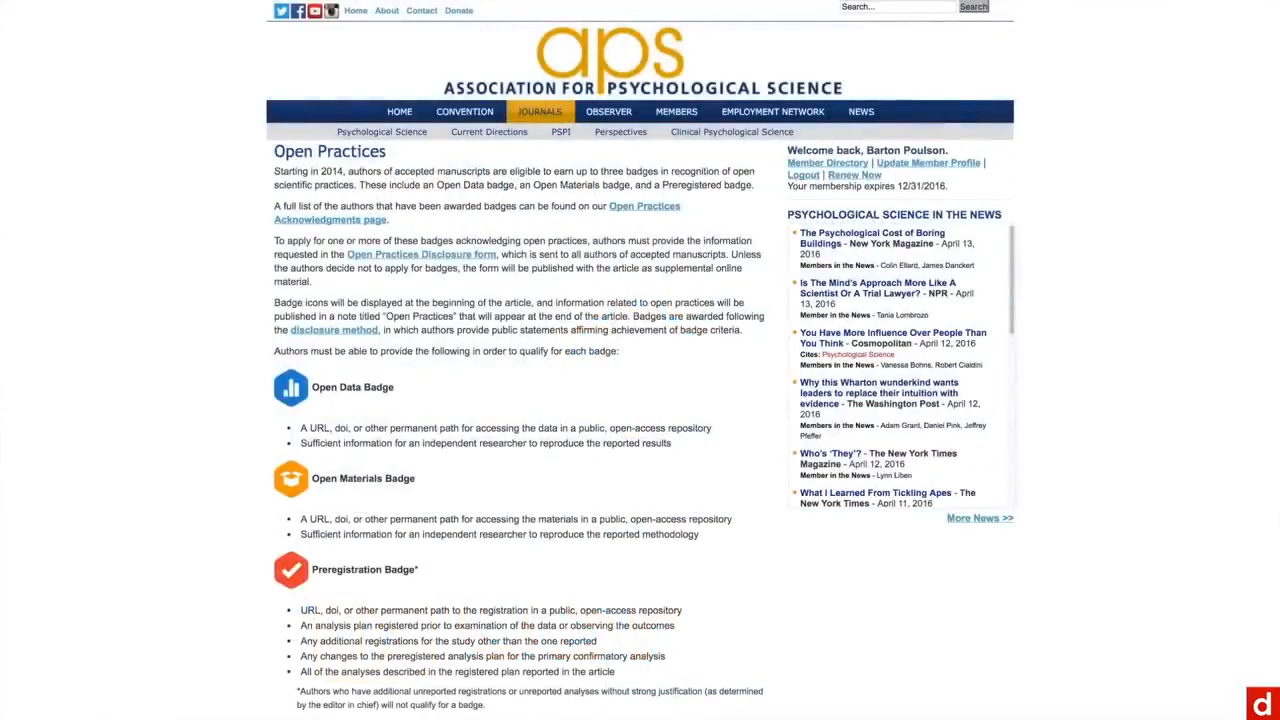 Home About Contact Donate
Search... Search
aps
ASSOCIATION FOR PSYCHOLOGICAL SCIENCE
HOME CONVENTION JOURNALS OBSERVER MEMBERS EMPLOYMENT NETWORK NEWS
Psychological Science Current Directions PSPI Perspectives Clinical Psychological Science
Open Practices
Starting in 2014, authors of accepted manuscripts are eligible to earn up to three badges in recognition of open
scientific practices. These include an Open Data badge, an Open Materials badge, and a Preregistered badge.
A full list of the authors that have been awarded badges can be found on our Open Practices
Acknowledgments page.
To apply for one or more of these badges acknowledging open practices, authors must provide the information
requested in the Open Practices Disclosure form, which is sent to all authors of accepted manuscripts. Unless
the authors decide not to apply for badges, the form will be published with the article as supplemental online
material.
Badge icons will be displayed at the beginning of the article, and information related to open practices will be
published in a note titled “Open Practices” that will appear at the end of the article. Badges are awarded following
the disclosure method, in which authors provide public statements affirming achievement of badge criteria.
Authors must be able to provide the following in order to qualify for each badge:
Open Data Badge
• A URL, doi, or other permanent path for accessing the data in a public, open-access repository
• Sufficient information for an independent researcher to reproduce the reported results
Open Materials Badge
• A URL, doi, or other permanent path for accessing the materials in a public, open-access repository
• Sufficient information for an independent researcher to reproduce the reported methodology
Preregistration Badge*
• URL, doi, or other permanent path to the registration in a public, open-access repository
• An analysis plan registered prior to examination of the data or observing the outcomes
• Any additional registrations for the study other than the one reported
• Any changes to the preregistered analysis plan for the primary confirmatory analysis
• All of the analyses described in the registered plan reported in the article
*Authors who have additional unreported registrations or unreported analyses without strong justification (as determined
by the editor in chief) will not qualify for a badge.
Welcome back, Barton Poulson.
Member Directory | Update Member Profile |
Logout | Renew Now
Your membership expires 12/31/2016.
PSYCHOLOGICAL SCIENCE IN THE NEWS
The Psychological Cost of Boring
Buildings - New York Magazine - April 13,
2016
Members in the News - Colin Ellard, James Danckert
Is The Mind’s Approach More Like A
Scientist Or A Trial Lawyer? - NPR - April
13, 2016
Member in the News - Tania Lombrozo
You Have More Influence Over People Than
You Think - Cosmopolitan - April 12, 2016
Cites: Psychological Science
Members in the News - Vanessa Bohns, Robert Cialdini
Why this Wharton wunderkind wants
leaders to replace their intuition with
evidence - The Washington Post - April 12,
2016
Members in the News - Adam Grant, Daniel Pink, Jeffrey
Pfeffer
Who’s ‘They’? - The New York Times
Magazine - April 12, 2016
Member in the News - Lynn Liben
What I Learned From Tickling Apes - The
New York Times - April 11, 2016
More News >>
d